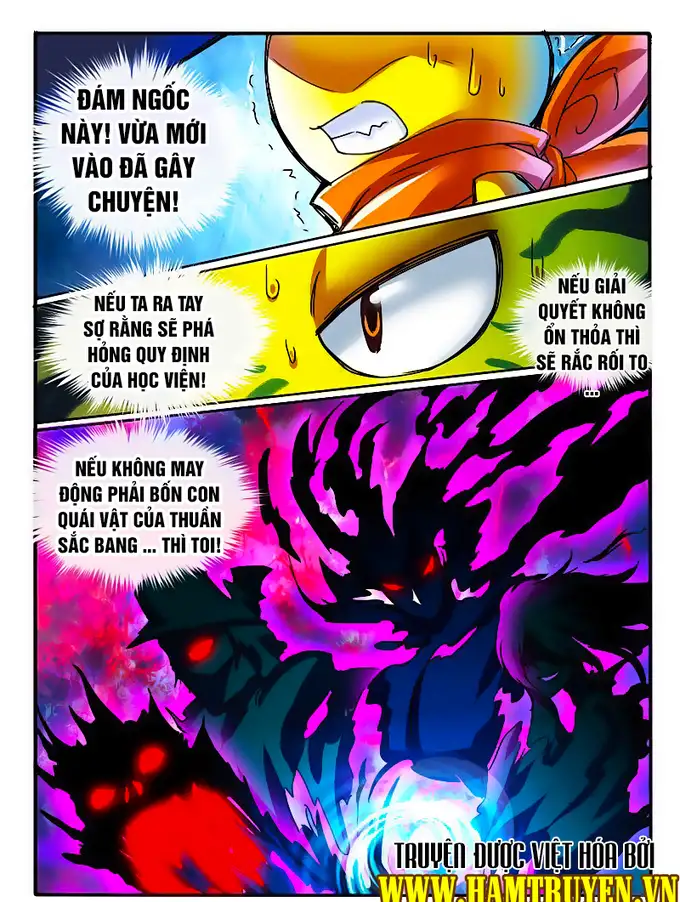 ĐÁM NGỐC
NÀY! VỪA MỚI
VÀO ĐÃ GÂY
CHUYỆN!
NẾU TA RA TAY
SỢ RẰNG SẼ PHÁ
HỎNG QUY ĐỊNH
CỦA HỌC VIỆN!
NẾU GIẢI
QUYẾT KHÔNG
ỔN THỎA THÌ
SẼ RẮC RỐI TO
...
NẾU KHÔNG MAY
ĐỘNG PHẢI BỐN CON
QUÁI VẬT CỦA THUẦN
SẮC BANG ... THÌ TOI!
TRUYỆN ĐƯỢC VIỆT HÓA BỞI
WWW.HAMTRUYEN.VN